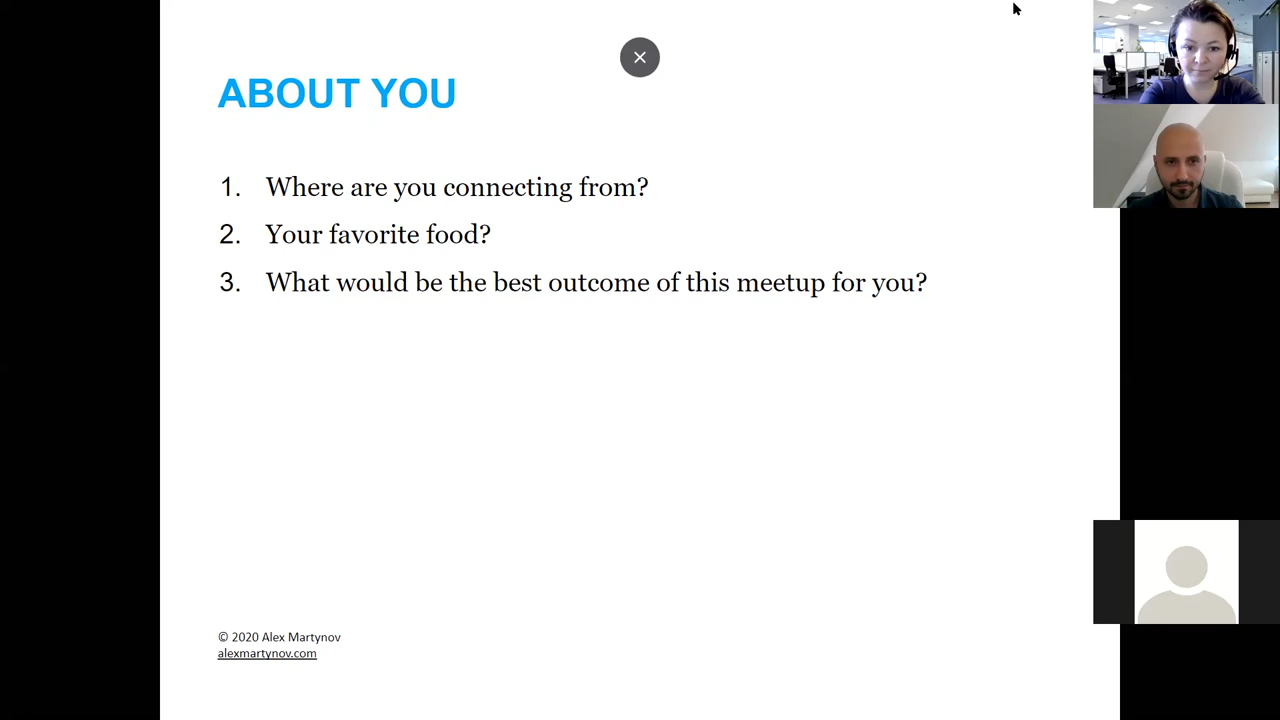 ABOUT YOU
1. Where are you connecting from?
2. Your favorite food?
3. What would be the best outcome of this meetup for you?
© 2020 Alex Martynov
alexmartynov.com